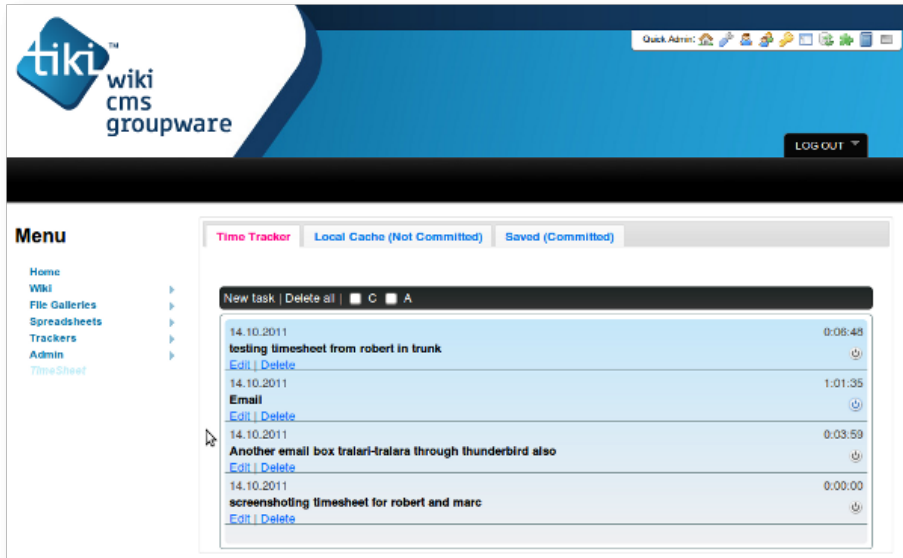 tiki™
wiki
cms
groupware
Quick Admin:
LOG OUT
Menu
Home
Wiki
File Galleries
Spreadsheets
Trackers
Admin
TimeSheet
Time Tracker Local Cache (Not Committed) Saved (Committed)
New task | Delete all | C A
14.10.2011 0:06:48
testing timesheet from robert in trunk
Edit | Delete
14.10.2011 1:01:35
Email
Edit | Delete
14.10.2011 0:03:59
Another email box tralari-tralara through thunderbird also
Edit | Delete
14.10.2011 0:00:00
screenshoting timesheet for robert and marc
Edit | Delete